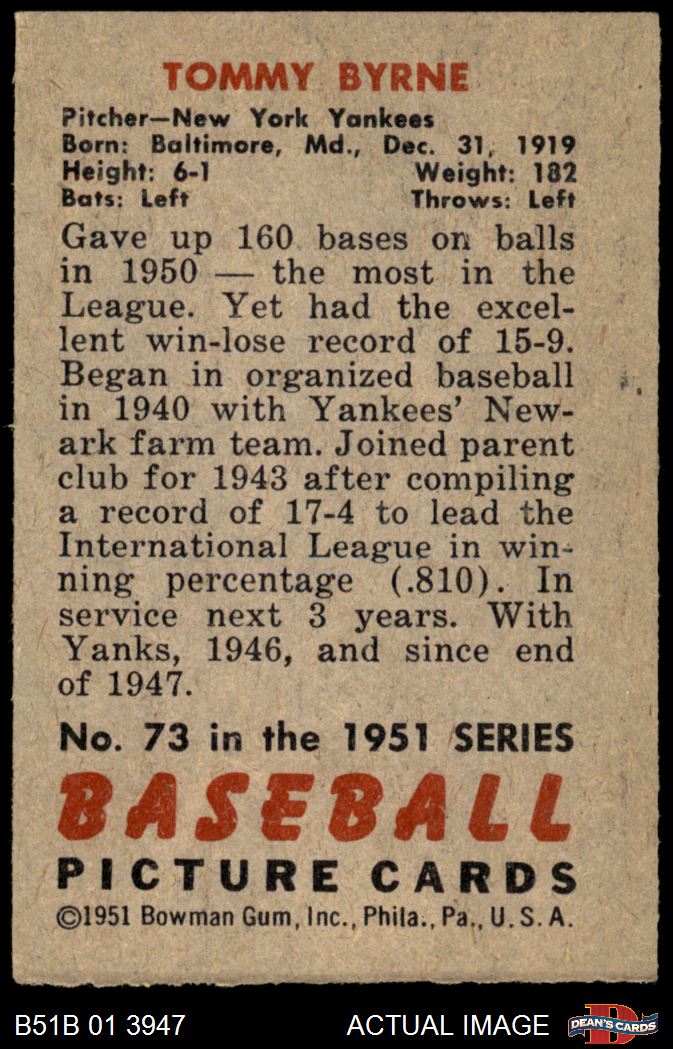 TOMMY BYRNE
Pitcher—New York Yankees
Born: Baltimore, Md., Dec. 31, 1919
Height: 6-1 Weight: 182
Bats: Left Throws: Left
Gave up 160 bases on balls
in 1950 — the most in the
League. Yet had the excel-
lent win-lose record of 15-9.
Began in organized baseball
in 1940 with Yankees' New-
ark farm team. Joined parent
club for 1943 after compiling
a record of 17-4 to lead the
International League in win-
ning percentage (.810). In
service next 3 years. With
Yanks, 1946, and since end
of 1947.
No. 73 in the 1951 SERIES
BASEBALL
PICTURE CARDS
©1951 Bowman Gum, Inc., Phila., Pa., U.S.A.
B51B 01 3947 ACTUAL IMAGE
D
DEAN'S CARDS